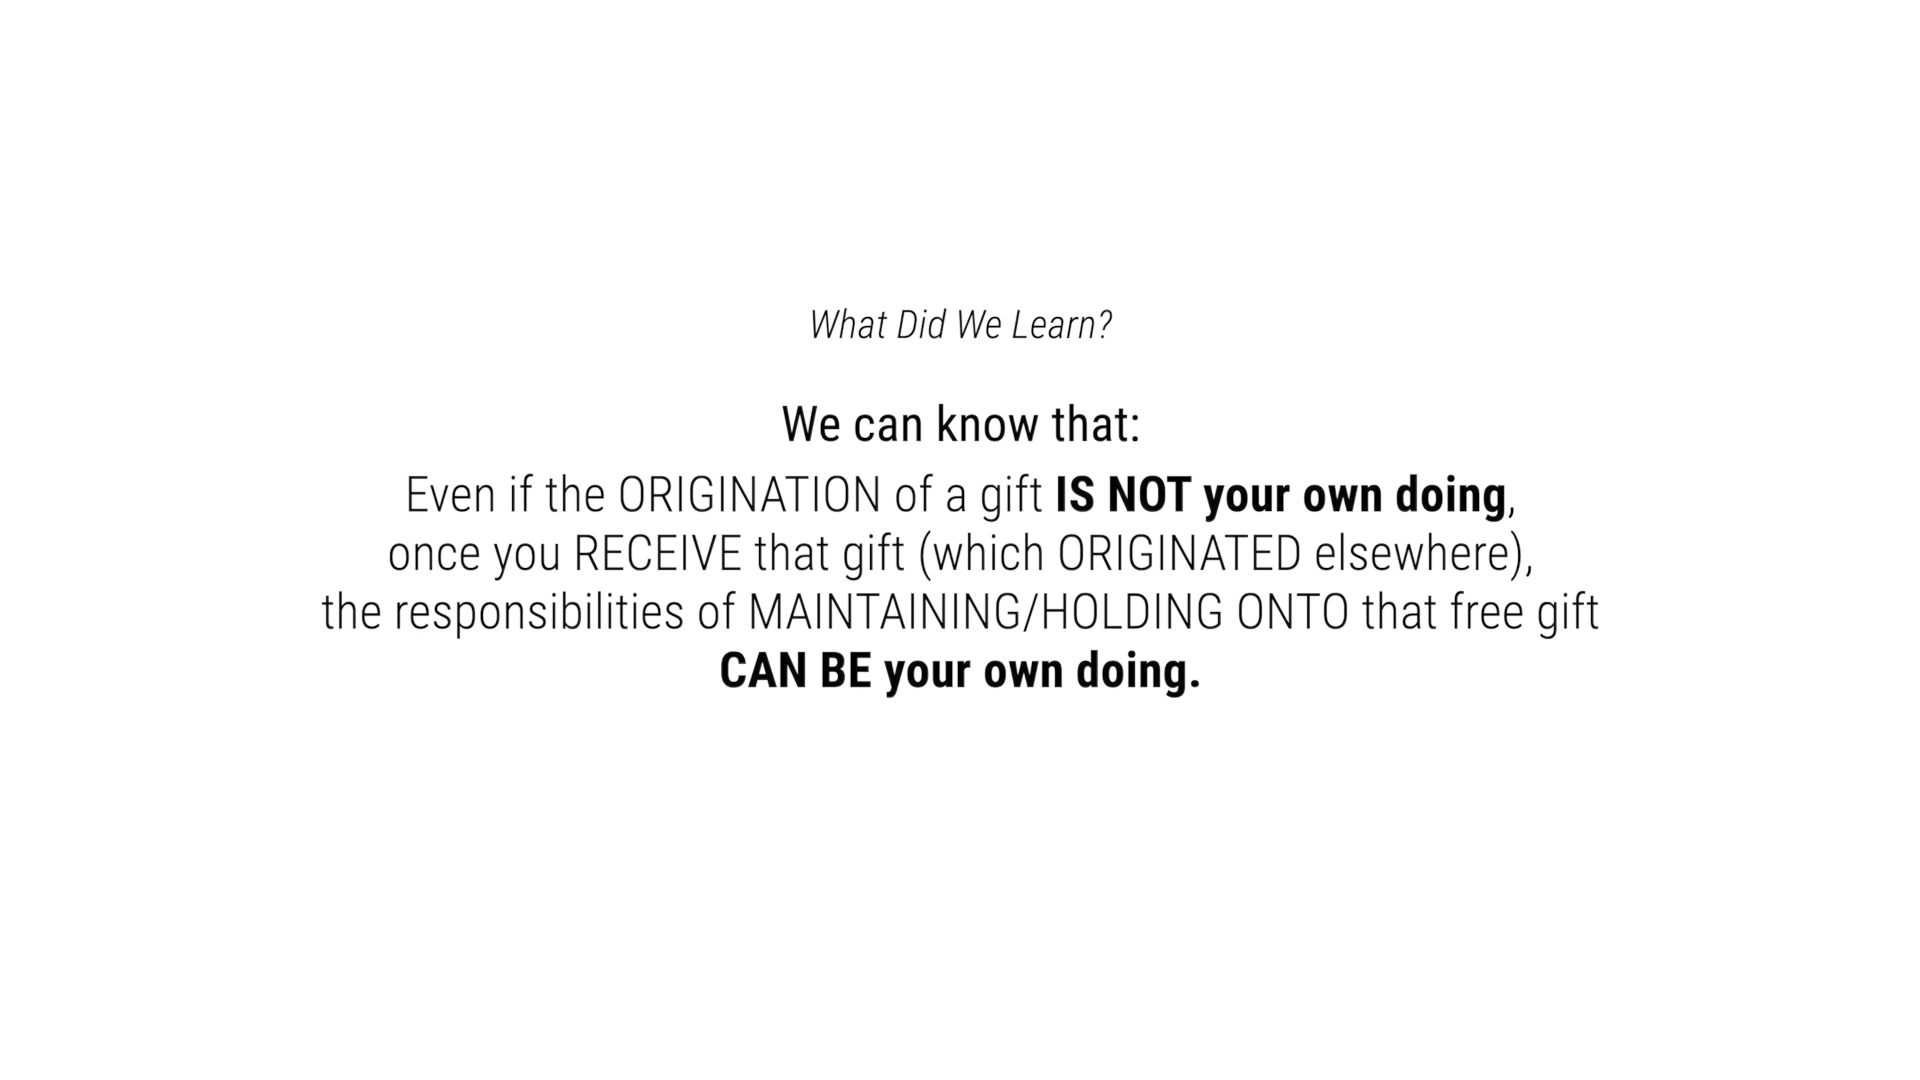 What Did We Learn?
We can know that:
Even if the ORIGINATION of a gift IS NOT your own doing,
once you RECEIVE that gift (which ORIGINATED elsewhere),
the responsibilities of MAINTAINING/HOLDING ONTO that free gift
CAN BE your own doing.